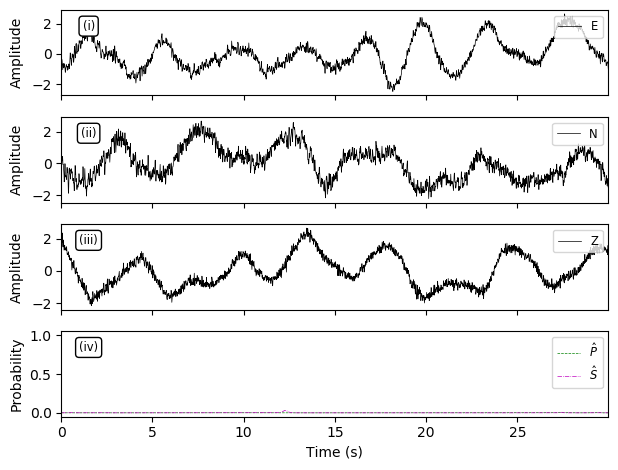 (i)
E
Amplitude
2
0
−2
(ii)
N
Amplitude
2
0
−2
(iii)
Z
Amplitude
2
0
−2
(iv)
P̂
Ŝ
Probability
1.0
0.5
0.0
0 5 10 15 20 25
Time (s)